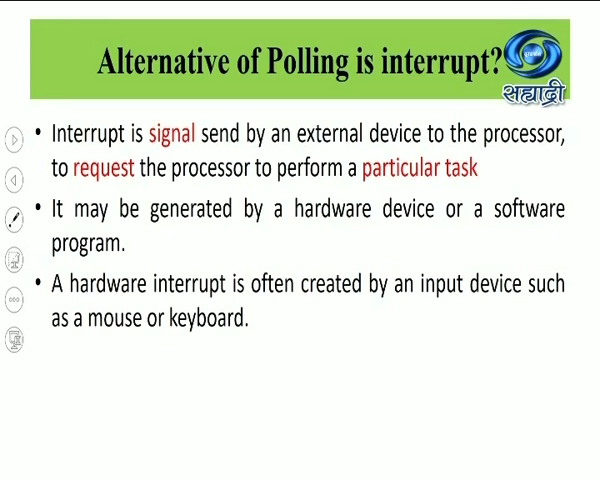 Alternative of Polling is interrupt?
सह्याद्री
• Interrupt is signal send by an external device to the processor,
to request the processor to perform a particular task
• It may be generated by a hardware device or a software
program.
• A hardware interrupt is often created by an input device such
as a mouse or keyboard.